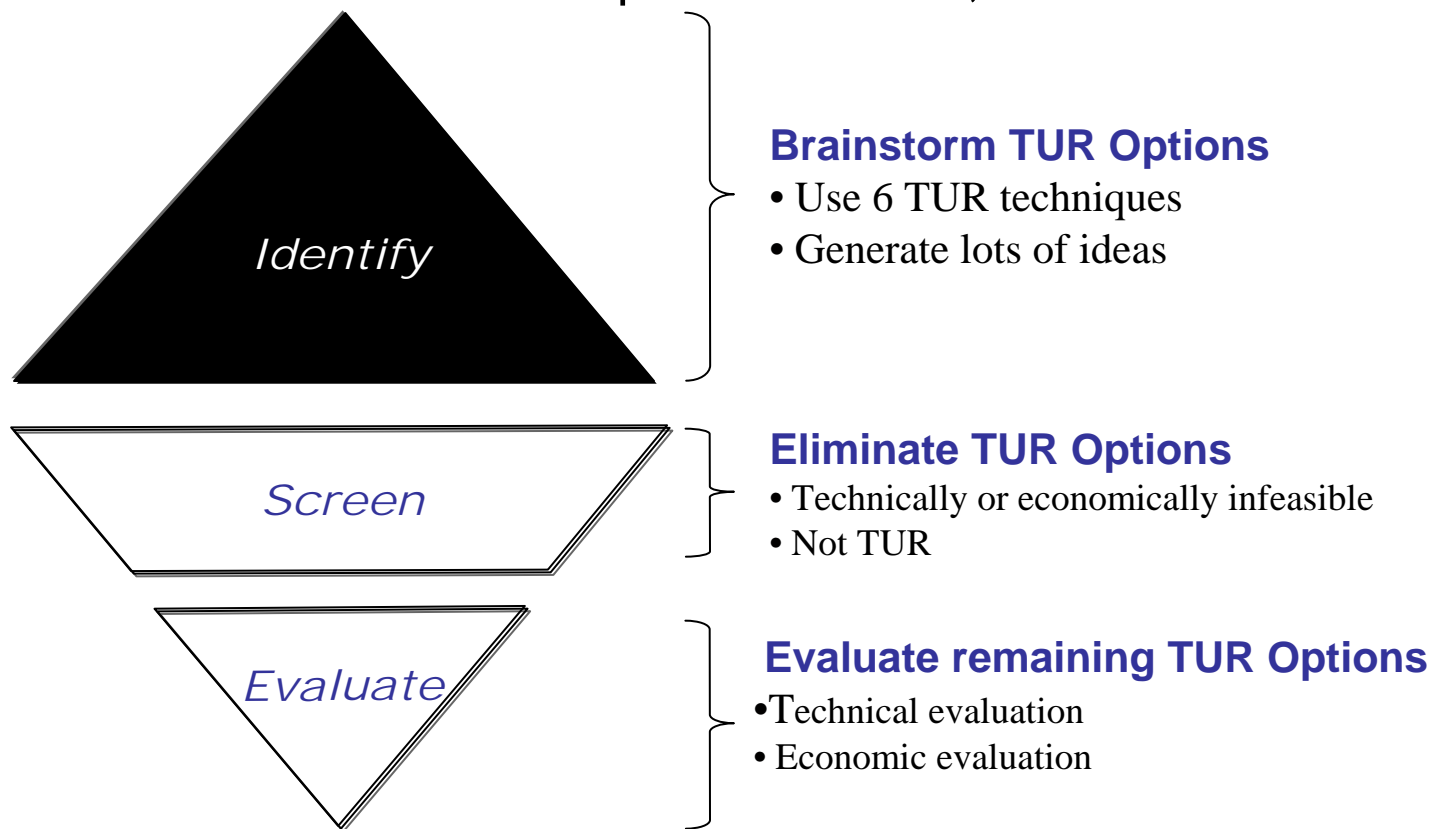 Identify
Brainstorm TUR Options
• Use 6 TUR techniques
• Generate lots of ideas
Screen
Eliminate TUR Options
• Technically or economically infeasible
• Not TUR
Evaluate
Evaluate remaining TUR Options
•Technical evaluation
• Economic evaluation